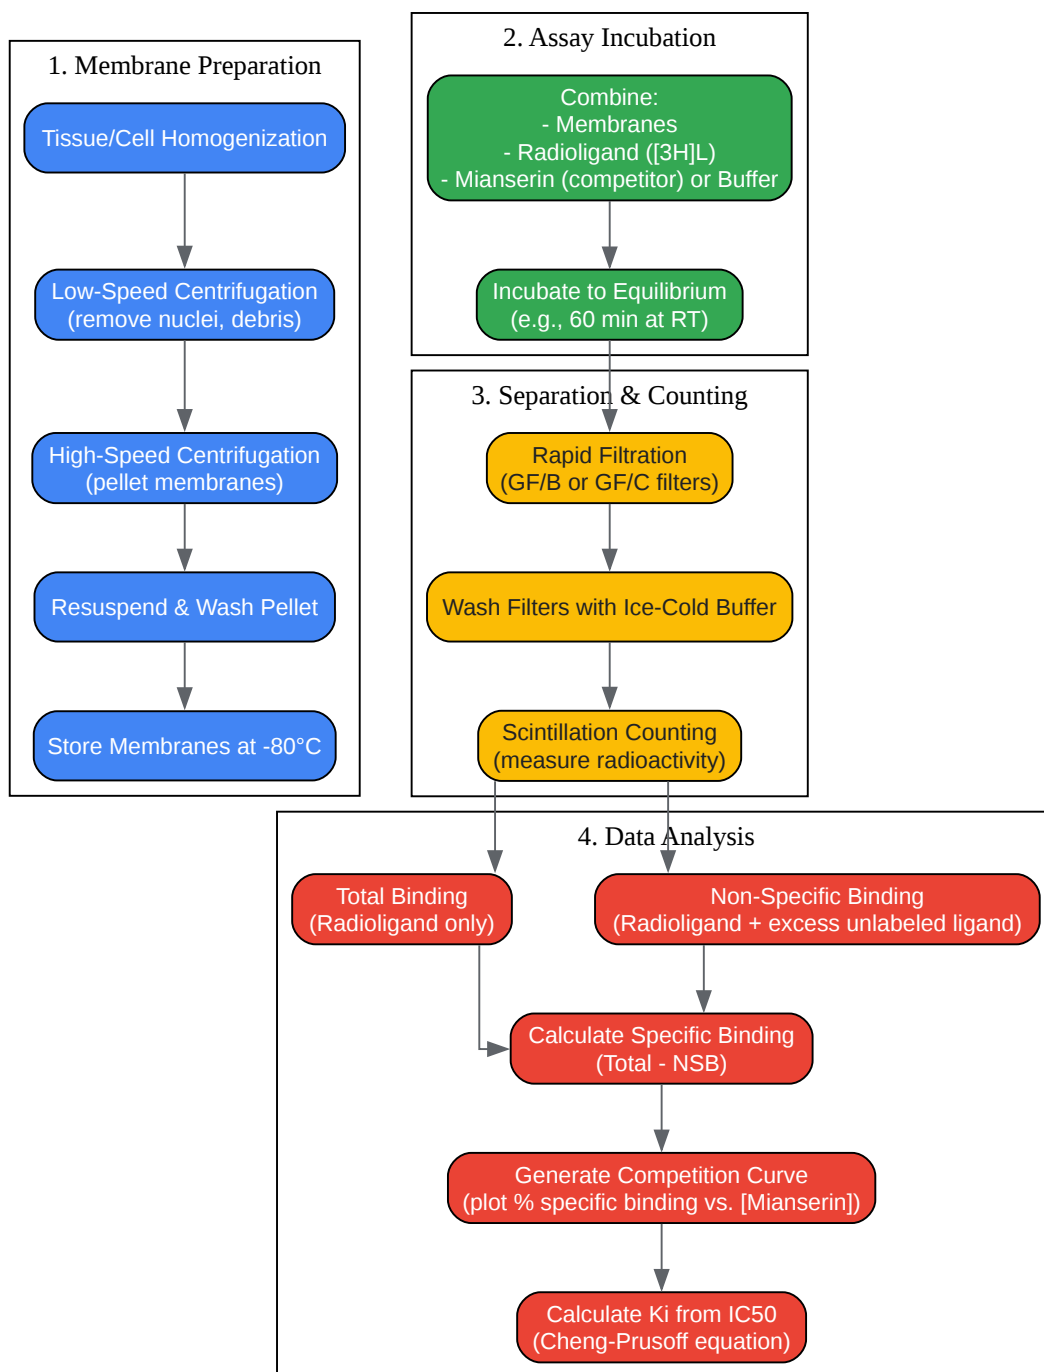 1. Membrane Preparation
Tissue/Cell Homogenization
Low-Speed Centrifugation
(remove nuclei, debris)
High-Speed Centrifugation
(pellet membranes)
Resuspend & Wash Pellet
Store Membranes at -80°C
2. Assay Incubation
Combine:
- Membranes
- Radioligand ([3H]L)
- Mianserin (competitor) or Buffer
Incubate to Equilibrium
(e.g., 60 min at RT)
3. Separation & Counting
Rapid Filtration
(GF/B or GF/C filters)
Wash Filters with Ice-Cold Buffer
Scintillation Counting
(measure radioactivity)
4. Data Analysis
Total Binding
(Radioligand only)
Non-Specific Binding
(Radioligand + excess unlabeled ligand)
Calculate Specific Binding
(Total - NSB)
Generate Competition Curve
(plot % specific binding vs. [Mianserin])
Calculate Ki from IC50
(Cheng-Prusoff equation)